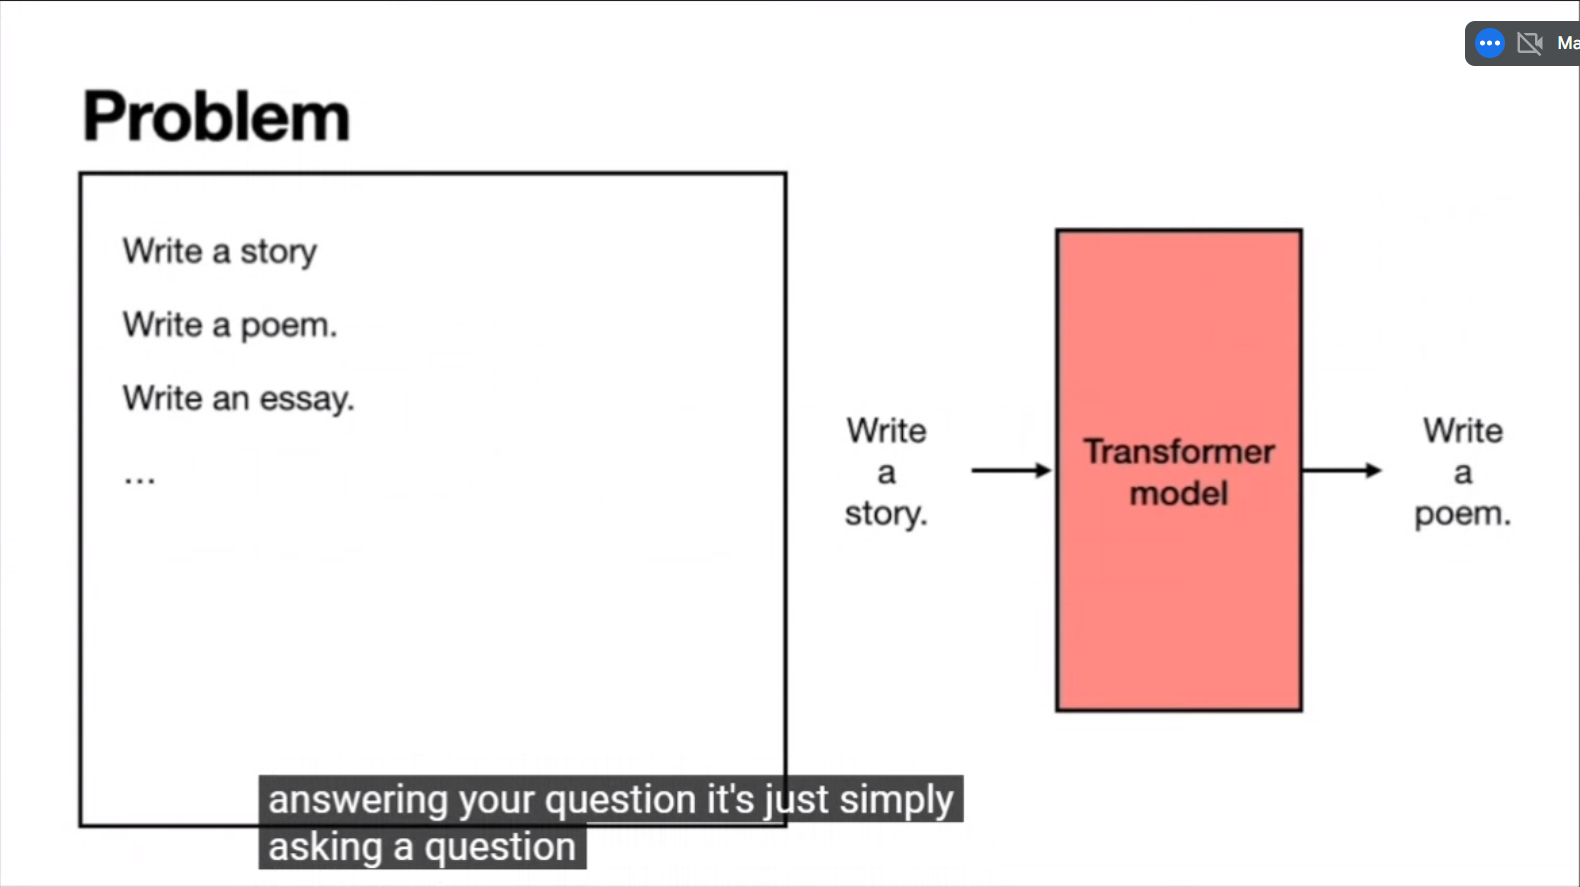 Ma
Problem
Write a story
Write a poem.
Write an essay.
...
Write
a
story.
Transformer
model
Write
a
poem.
answering your question it's just simply
asking a question